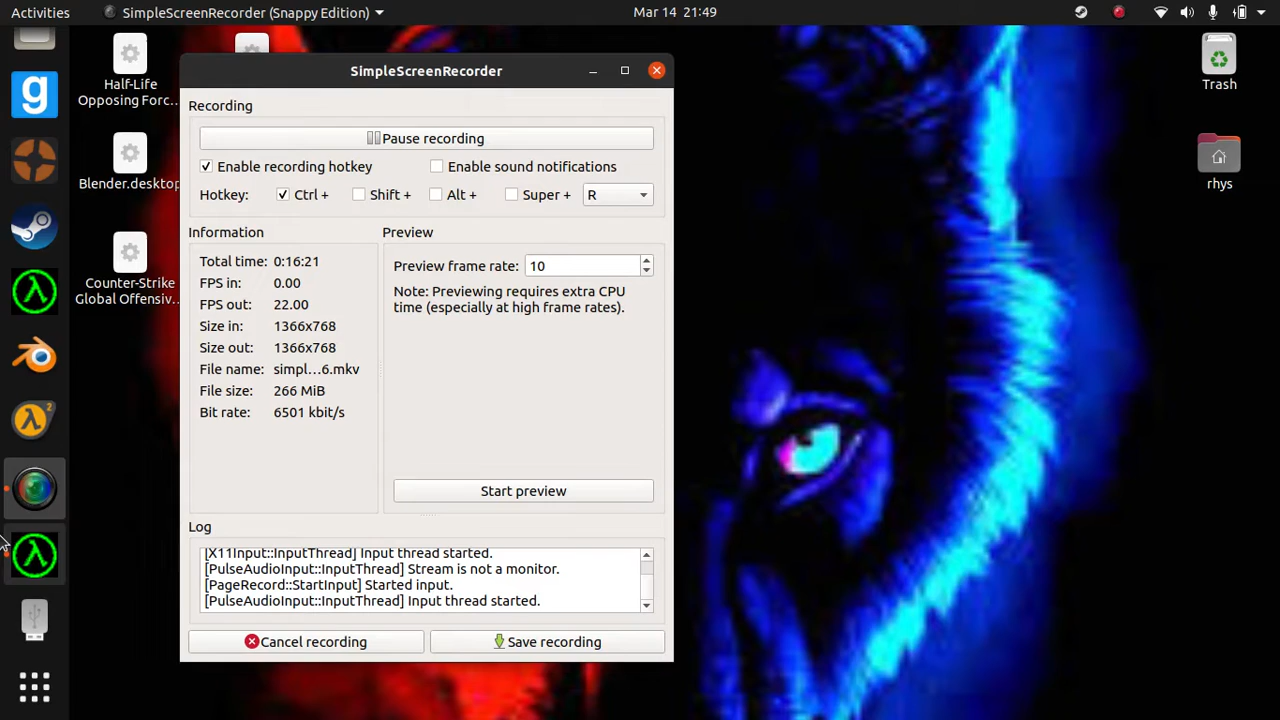 Activities
SimpleScreenRecorder (Snappy Edition)
Mar 14 21:49
Half-Life
Opposing Forc...
Blender.desktop
Counter-Strike
Global Offensiv...
Trash
rhys
g
SimpleScreenRecorder
Recording
Pause recording
Enable recording hotkey
Enable sound notifications
Hotkey:
Ctrl +
Shift +
Alt +
Super +
R
Information
Total time: 0:16:21
FPS in: 0.00
FPS out: 22.00
Size in: 1366x768
Size out: 1366x768
File name: simpl...6.mkv
File size: 266 MiB
Bit rate: 6501 kbit/s
Preview
Preview frame rate: 10
Note: Previewing requires extra CPU
time (especially at high frame rates).
Start preview
Log
[X11Input::InputThread] Input thread started.
[PulseAudioInput::InputThread] Stream is not a monitor.
[PageRecord::StartInput] Started input.
[PulseAudioInput::InputThread] Input thread started.
Cancel recording
Save recording